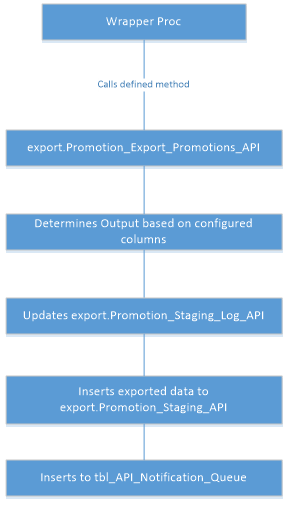 Wrapper Proc
Calls defined method
export.Promotion_Export_Promotions_API
Determines Output based on configured
columns
Updates export.Promotion_Staging_Log_API
Inserts exported data to
export.Promotion_Staging_API
Inserts to tbl_API_Notification_Queue